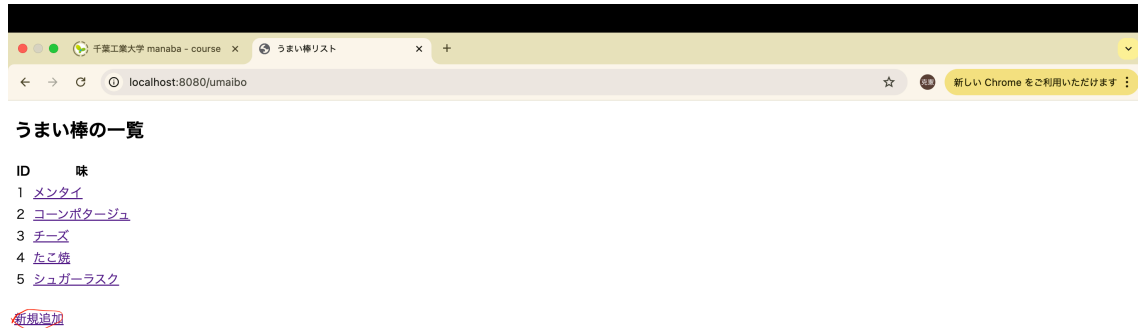 千葉工業大学 manaba - course
うまい棒リスト
localhost:8080/umaibo
新しい Chrome をご利用いただけます
うまい棒の一覧
ID 味
1 メンタイ
2 コーンポタージュ
3 チーズ
4 たこ焼
5 シュガーラスク
新規追加